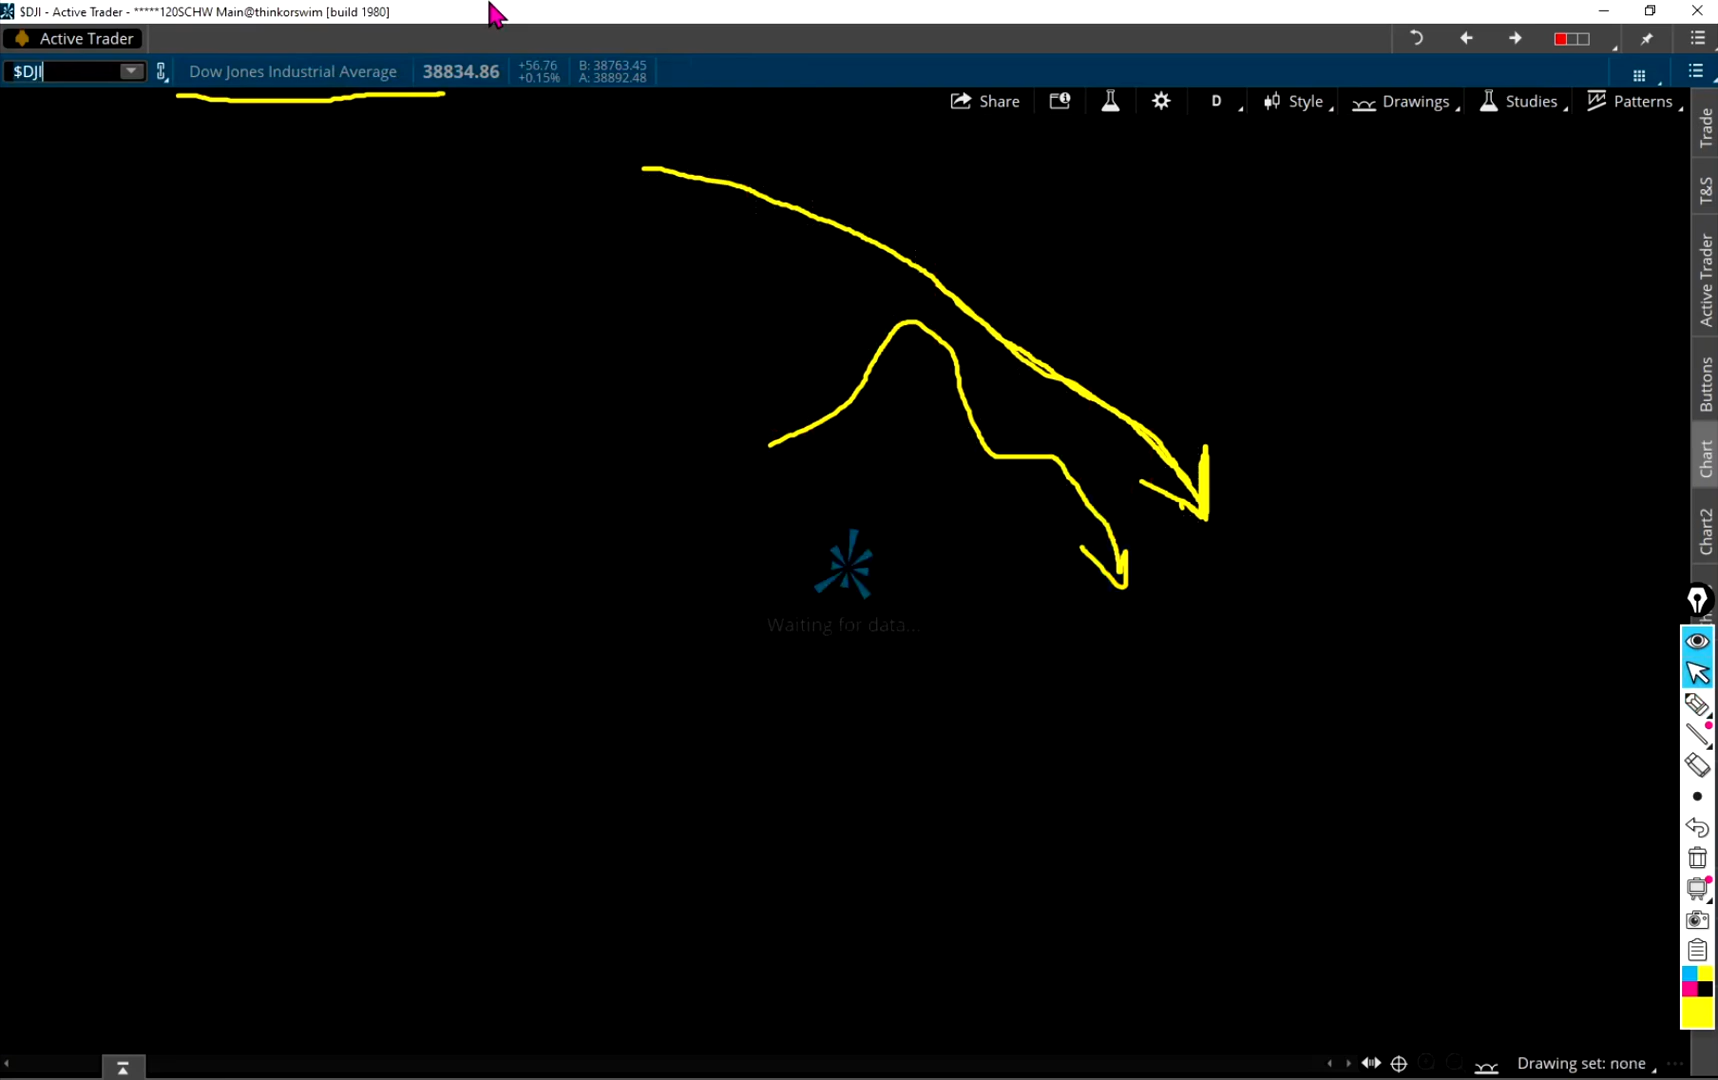 $DJI - Active Trader - *****120SCHW Main@thinkorswim [build 1980]
Active Trader
$DJI
Dow Jones Industrial Average
38834.86
+56.76
+0.15%
B: 38763.45
A: 38892.48
Share
D
Style
Drawings
Studies
Patterns
Trade
T&S
Active Trader
Buttons
Chart
Chart2
Waiting for data...
Drawing set: none